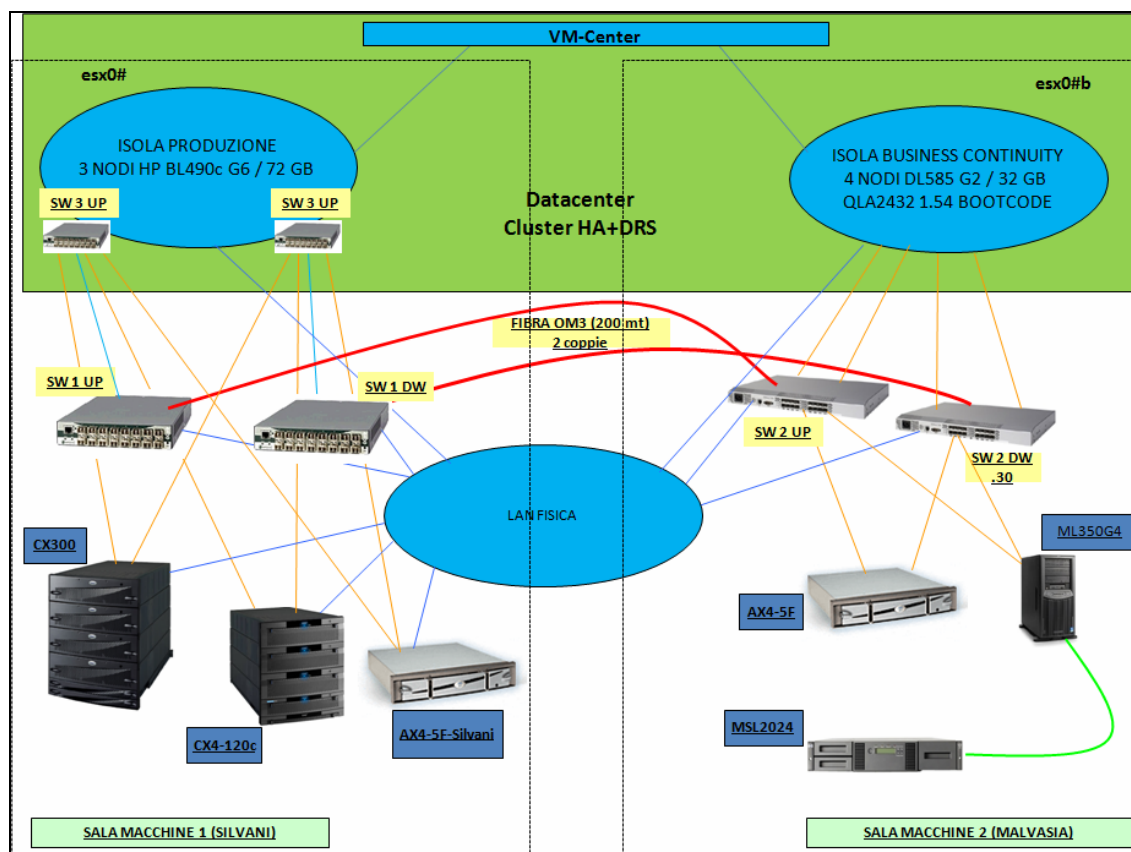 VM-Center
esx0#
esx0#b
ISOLA PRODUZIONE
3 NODI HP BL490c G6 / 72 GB
ISOLA BUSINESS CONTINUITY
4 NODI DL585 G2 / 32 GB
QLA2432 1.54 BOOTCODE
SW 3 UP
SW 3 UP
Datacenter
Cluster HA+DRS
FIBRA OM3 (200 mt)
2 coppie
SW 1 UP
SW 1 DW
SW 2 UP
SW 2 DW
.30
LAN FISICA
CX300
ML350G4
AX4-5F
CX4-120c
AX4-5F-Silvani
MSL2024
SALA MACCHINE 1 (SILVANI)
SALA MACCHINE 2 (MALVASIA)